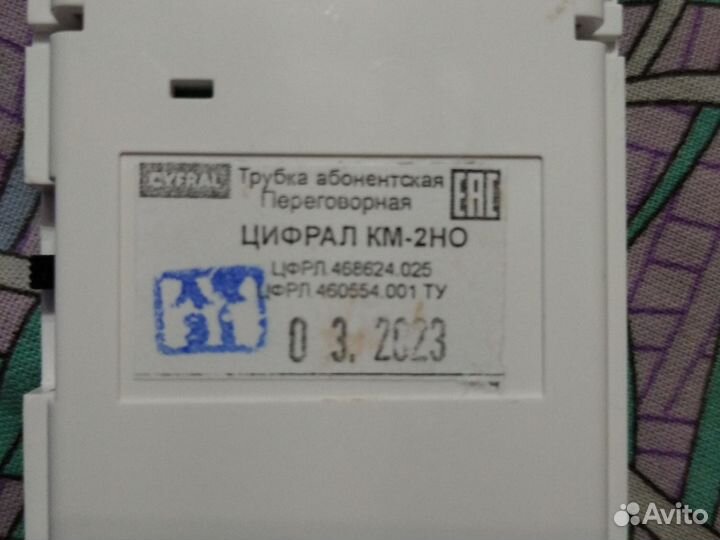 CYFRAL
Трубка абонентская
Переговорная
EAC
ЦИФРАЛ КМ-2НО
ЦФРЛ.468624.025
ЦФРЛ.460554.001 ТУ
0 3. 2023
Avito